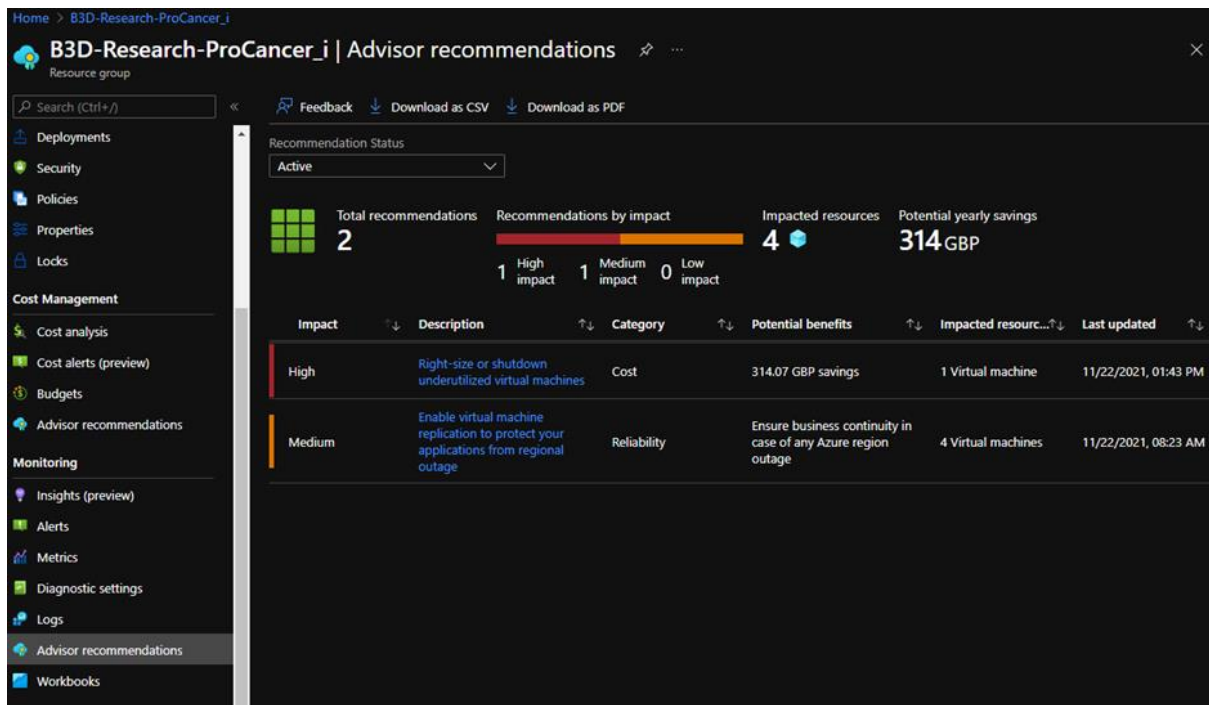 Home > B3D-Research-ProCancer_i
B3D-Research-ProCancer_i | Advisor recommendations
Resource group
Search (Ctrl+/)
Feedback
Download as CSV
Download as PDF
Deployments
Security
Policies
Properties
Locks
Cost Management
Cost analysis
Cost alerts (preview)
Budgets
Advisor recommendations
Monitoring
Insights (preview)
Alerts
Metrics
Diagnostic settings
Logs
Advisor recommendations
Workbooks
Recommendation Status
Active
Total recommendations
2
Recommendations by impact
1 High impact
1 Medium impact
0 Low impact
Impacted resources
4
Potential yearly savings
314 GBP
Impact Description Category Potential benefits Impacted resourc... Last updated
High
Right-size or shutdown
underutilized virtual machines
Cost
314.07 GBP savings
1 Virtual machine
11/22/2021, 01:43 PM
Medium
Enable virtual machine
replication to protect your
applications from regional
outage
Reliability
Ensure business continuity in
case of any Azure region
outage
4 Virtual machines
11/22/2021, 08:23 AM